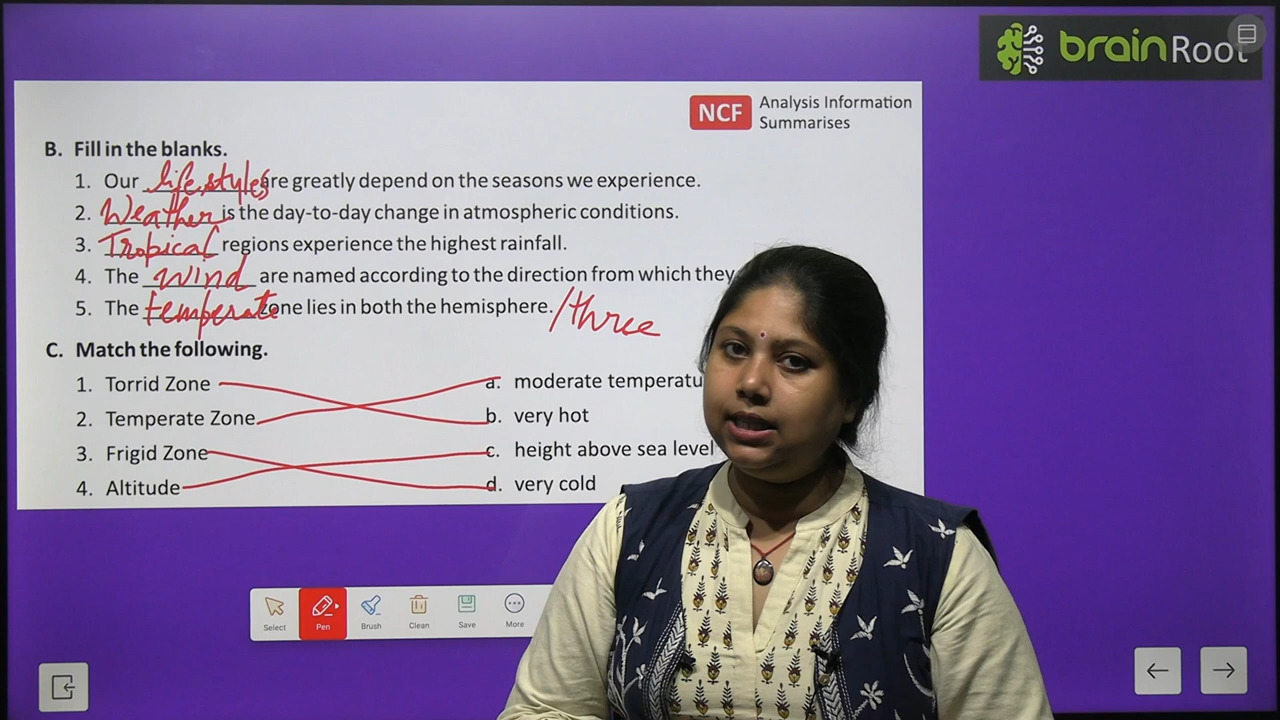 brainRoot
NCF Analysis Information
Summarises
B. Fill in the blanks.
1. Our lifestyles are greatly depend on the seasons we experience.
2. Weather is the day-to-day change in atmospheric conditions.
3. Tropical regions experience the highest rainfall.
4. The wind are named according to the direction from which they
5. The temperate zone lies in both the hemisphere. /three
C. Match the following.
1. Torrid Zone a. moderate temperatu
2. Temperate Zone b. very hot
3. Frigid Zone c. height above sea level
4. Altitude d. very cold
Select Pen Brush Clean Save More